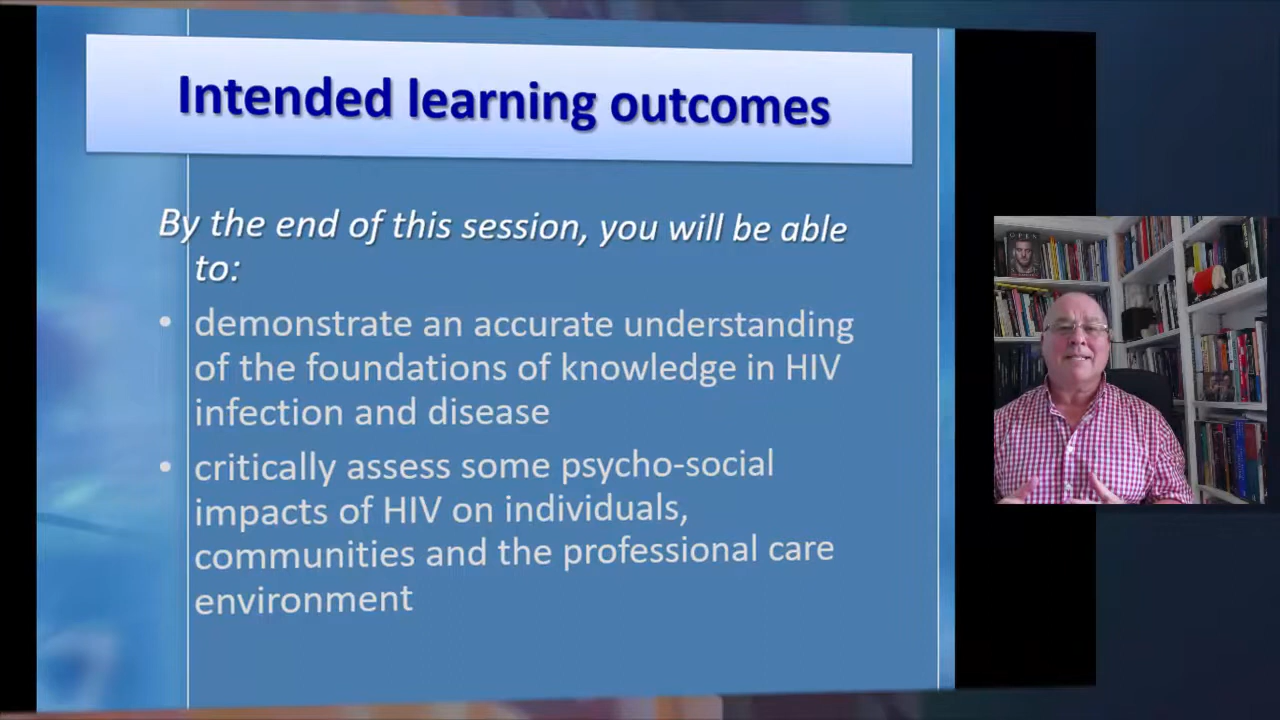 Intended learning outcomes
By the end of this session, you will be able
to:
• demonstrate an accurate understanding
of the foundations of knowledge in HIV
infection and disease
• critically assess some psycho-social
impacts of HIV on individuals,
communities and the professional care
environment
OPEN